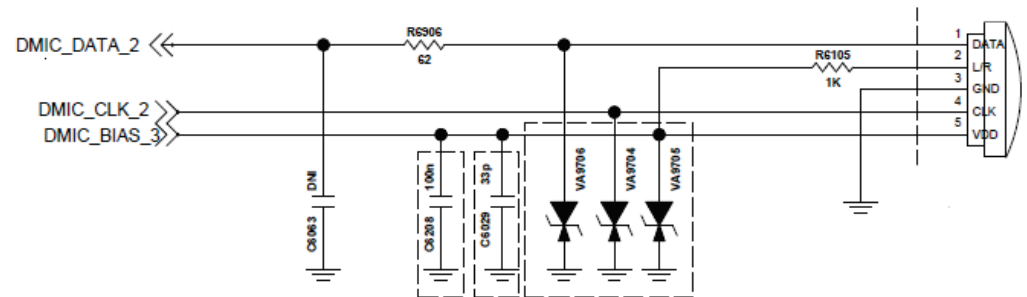 DMIC_DATA_2
R6906
62
R6105
1K
1
DATA
2
L/R
3
GND
4
CLK
5
VDD
DMIC_CLK_2
DMIC_BIAS_3
DNI
C6063
100n
C6208
33p
C6029
VA9706
VA9704
VA9705